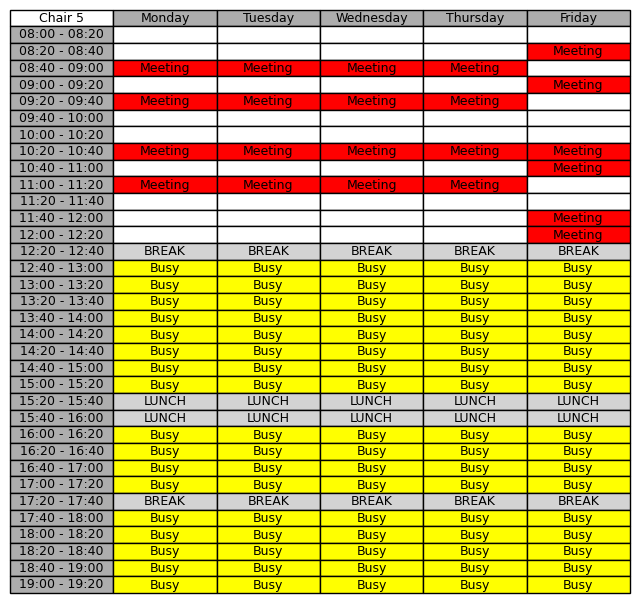 Chair 5 Monday Tuesday Wednesday Thursday Friday
08:00 - 08:20
08:20 - 08:40 Meeting
08:40 - 09:00 Meeting Meeting Meeting Meeting
09:00 - 09:20 Meeting
09:20 - 09:40 Meeting Meeting Meeting Meeting
09:40 - 10:00
10:00 - 10:20
10:20 - 10:40 Meeting Meeting Meeting Meeting Meeting
10:40 - 11:00 Meeting
11:00 - 11:20 Meeting Meeting Meeting Meeting
11:20 - 11:40
11:40 - 12:00 Meeting
12:00 - 12:20 Meeting
12:20 - 12:40 BREAK BREAK BREAK BREAK BREAK
12:40 - 13:00 Busy Busy Busy Busy Busy
13:00 - 13:20 Busy Busy Busy Busy Busy
13:20 - 13:40 Busy Busy Busy Busy Busy
13:40 - 14:00 Busy Busy Busy Busy Busy
14:00 - 14:20 Busy Busy Busy Busy Busy
14:20 - 14:40 Busy Busy Busy Busy Busy
14:40 - 15:00 Busy Busy Busy Busy Busy
15:00 - 15:20 Busy Busy Busy Busy Busy
15:20 - 15:40 LUNCH LUNCH LUNCH LUNCH LUNCH
15:40 - 16:00 LUNCH LUNCH LUNCH LUNCH LUNCH
16:00 - 16:20 Busy Busy Busy Busy Busy
16:20 - 16:40 Busy Busy Busy Busy Busy
16:40 - 17:00 Busy Busy Busy Busy Busy
17:00 - 17:20 Busy Busy Busy Busy Busy
17:20 - 17:40 BREAK BREAK BREAK BREAK BREAK
17:40 - 18:00 Busy Busy Busy Busy Busy
18:00 - 18:20 Busy Busy Busy Busy Busy
18:20 - 18:40 Busy Busy Busy Busy Busy
18:40 - 19:00 Busy Busy Busy Busy Busy
19:00 - 19:20 Busy Busy Busy Busy Busy